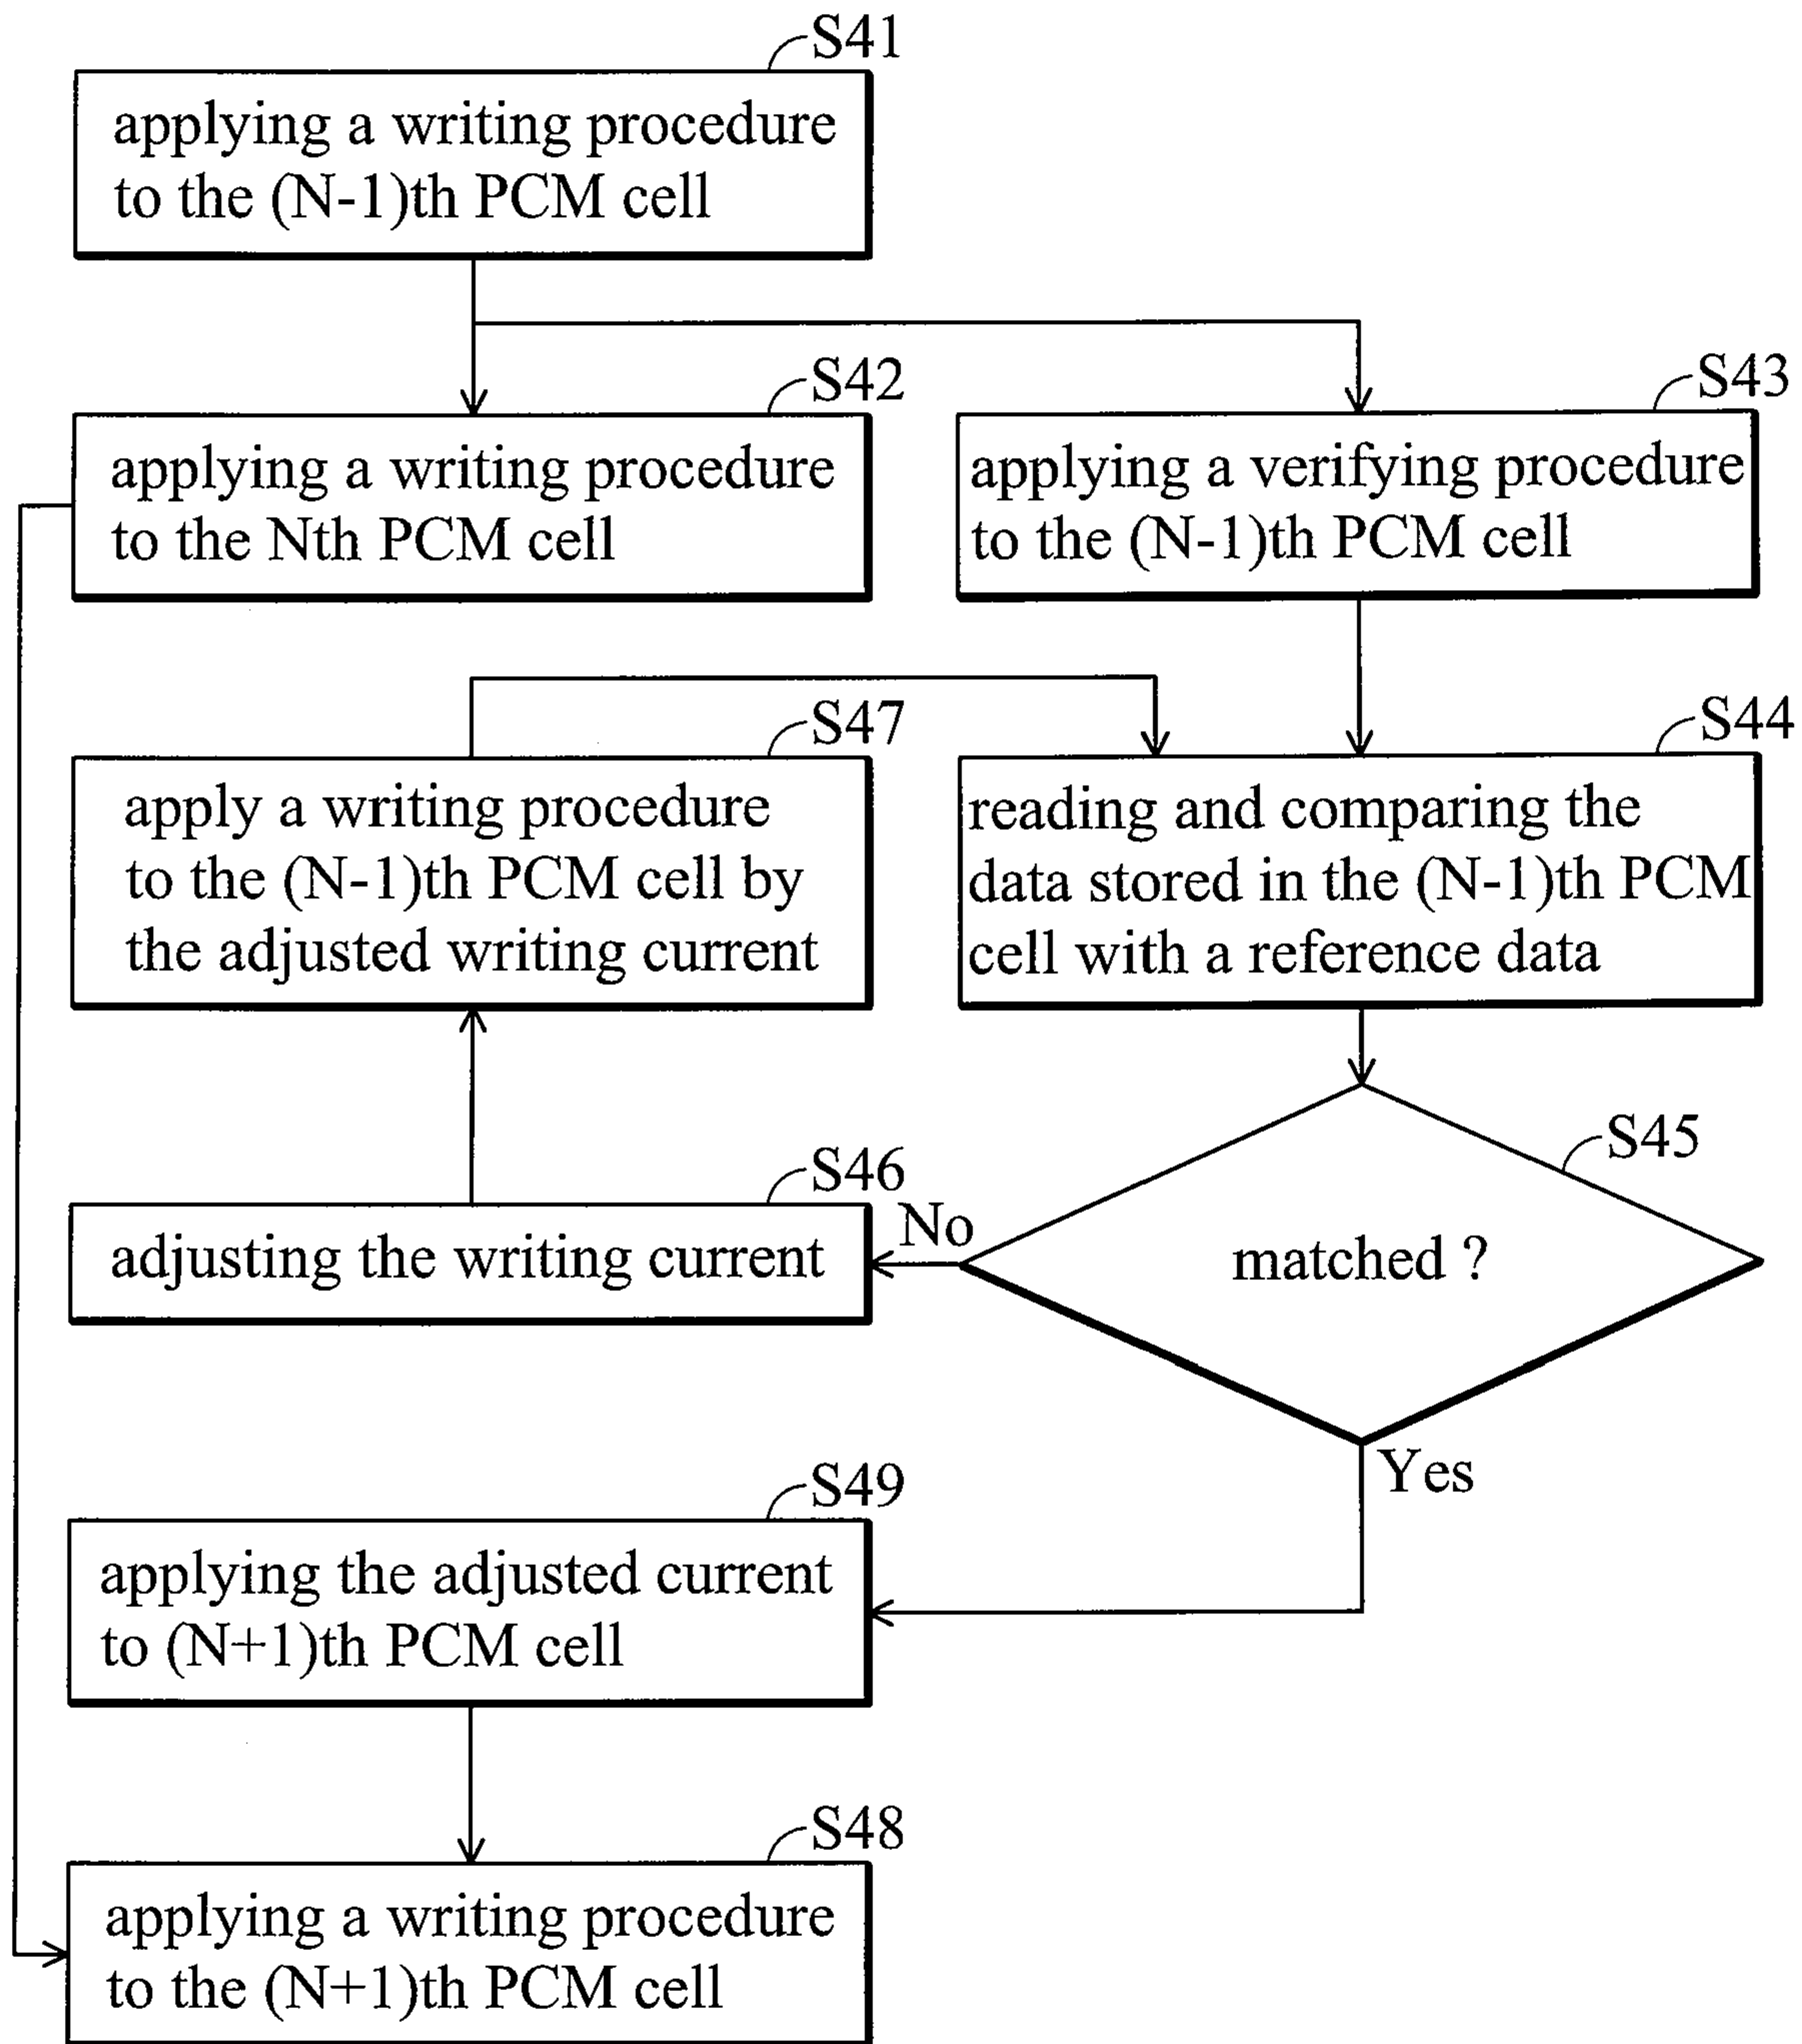 S41
applying a writing procedure
to the (N-1)th PCM cell
S42
applying a writing procedure
to the Nth PCM cell
S43
applying a verifying procedure
to the (N-1)th PCM cell
S47
apply a writing procedure
to the (N-1)th PCM cell by
the adjusted writing current
S44
reading and comparing the
data stored in the (N-1)th PCM
cell with a reference data
S45
matched ?
No
S46
adjusting the writing current
Yes
S49
applying the adjusted current
to (N+1)th PCM cell
S48
applying a writing procedure
to the (N+1)th PCM cell